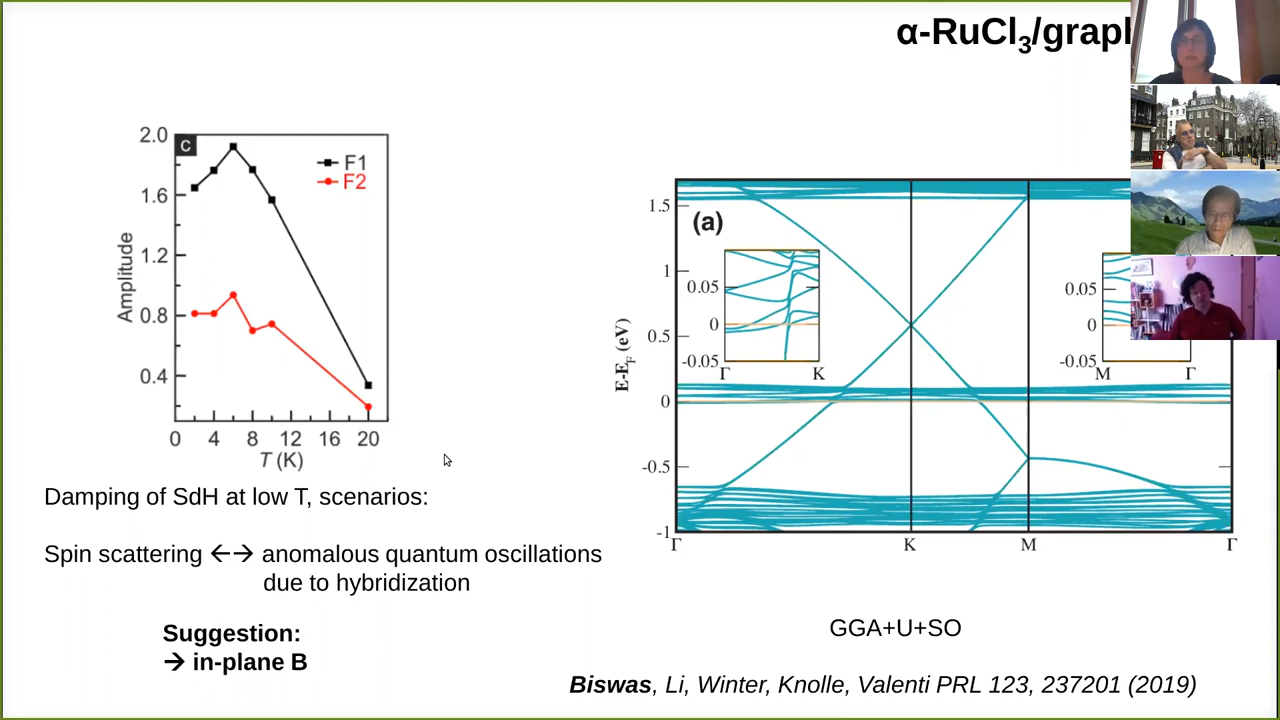 α-RuCl₃/graph
c
2.0
1.6
1.2
0.8
0.4
Amplitude
F1
F2
0 4 8 12 16 20
T (K)
(a)
E-E_F (eV)
1.5
1
0.5
0
-0.5
-1
Γ K M Γ
0.05
0
-0.05
Γ K
0.05
0
-0.05
M Γ
Damping of SdH at low T, scenarios:
Spin scattering ←→ anomalous quantum oscillations
due to hybridization
Suggestion:
→ in-plane B
GGA+U+SO
Biswas, Li, Winter, Knolle, Valenti PRL 123, 237201 (2019)